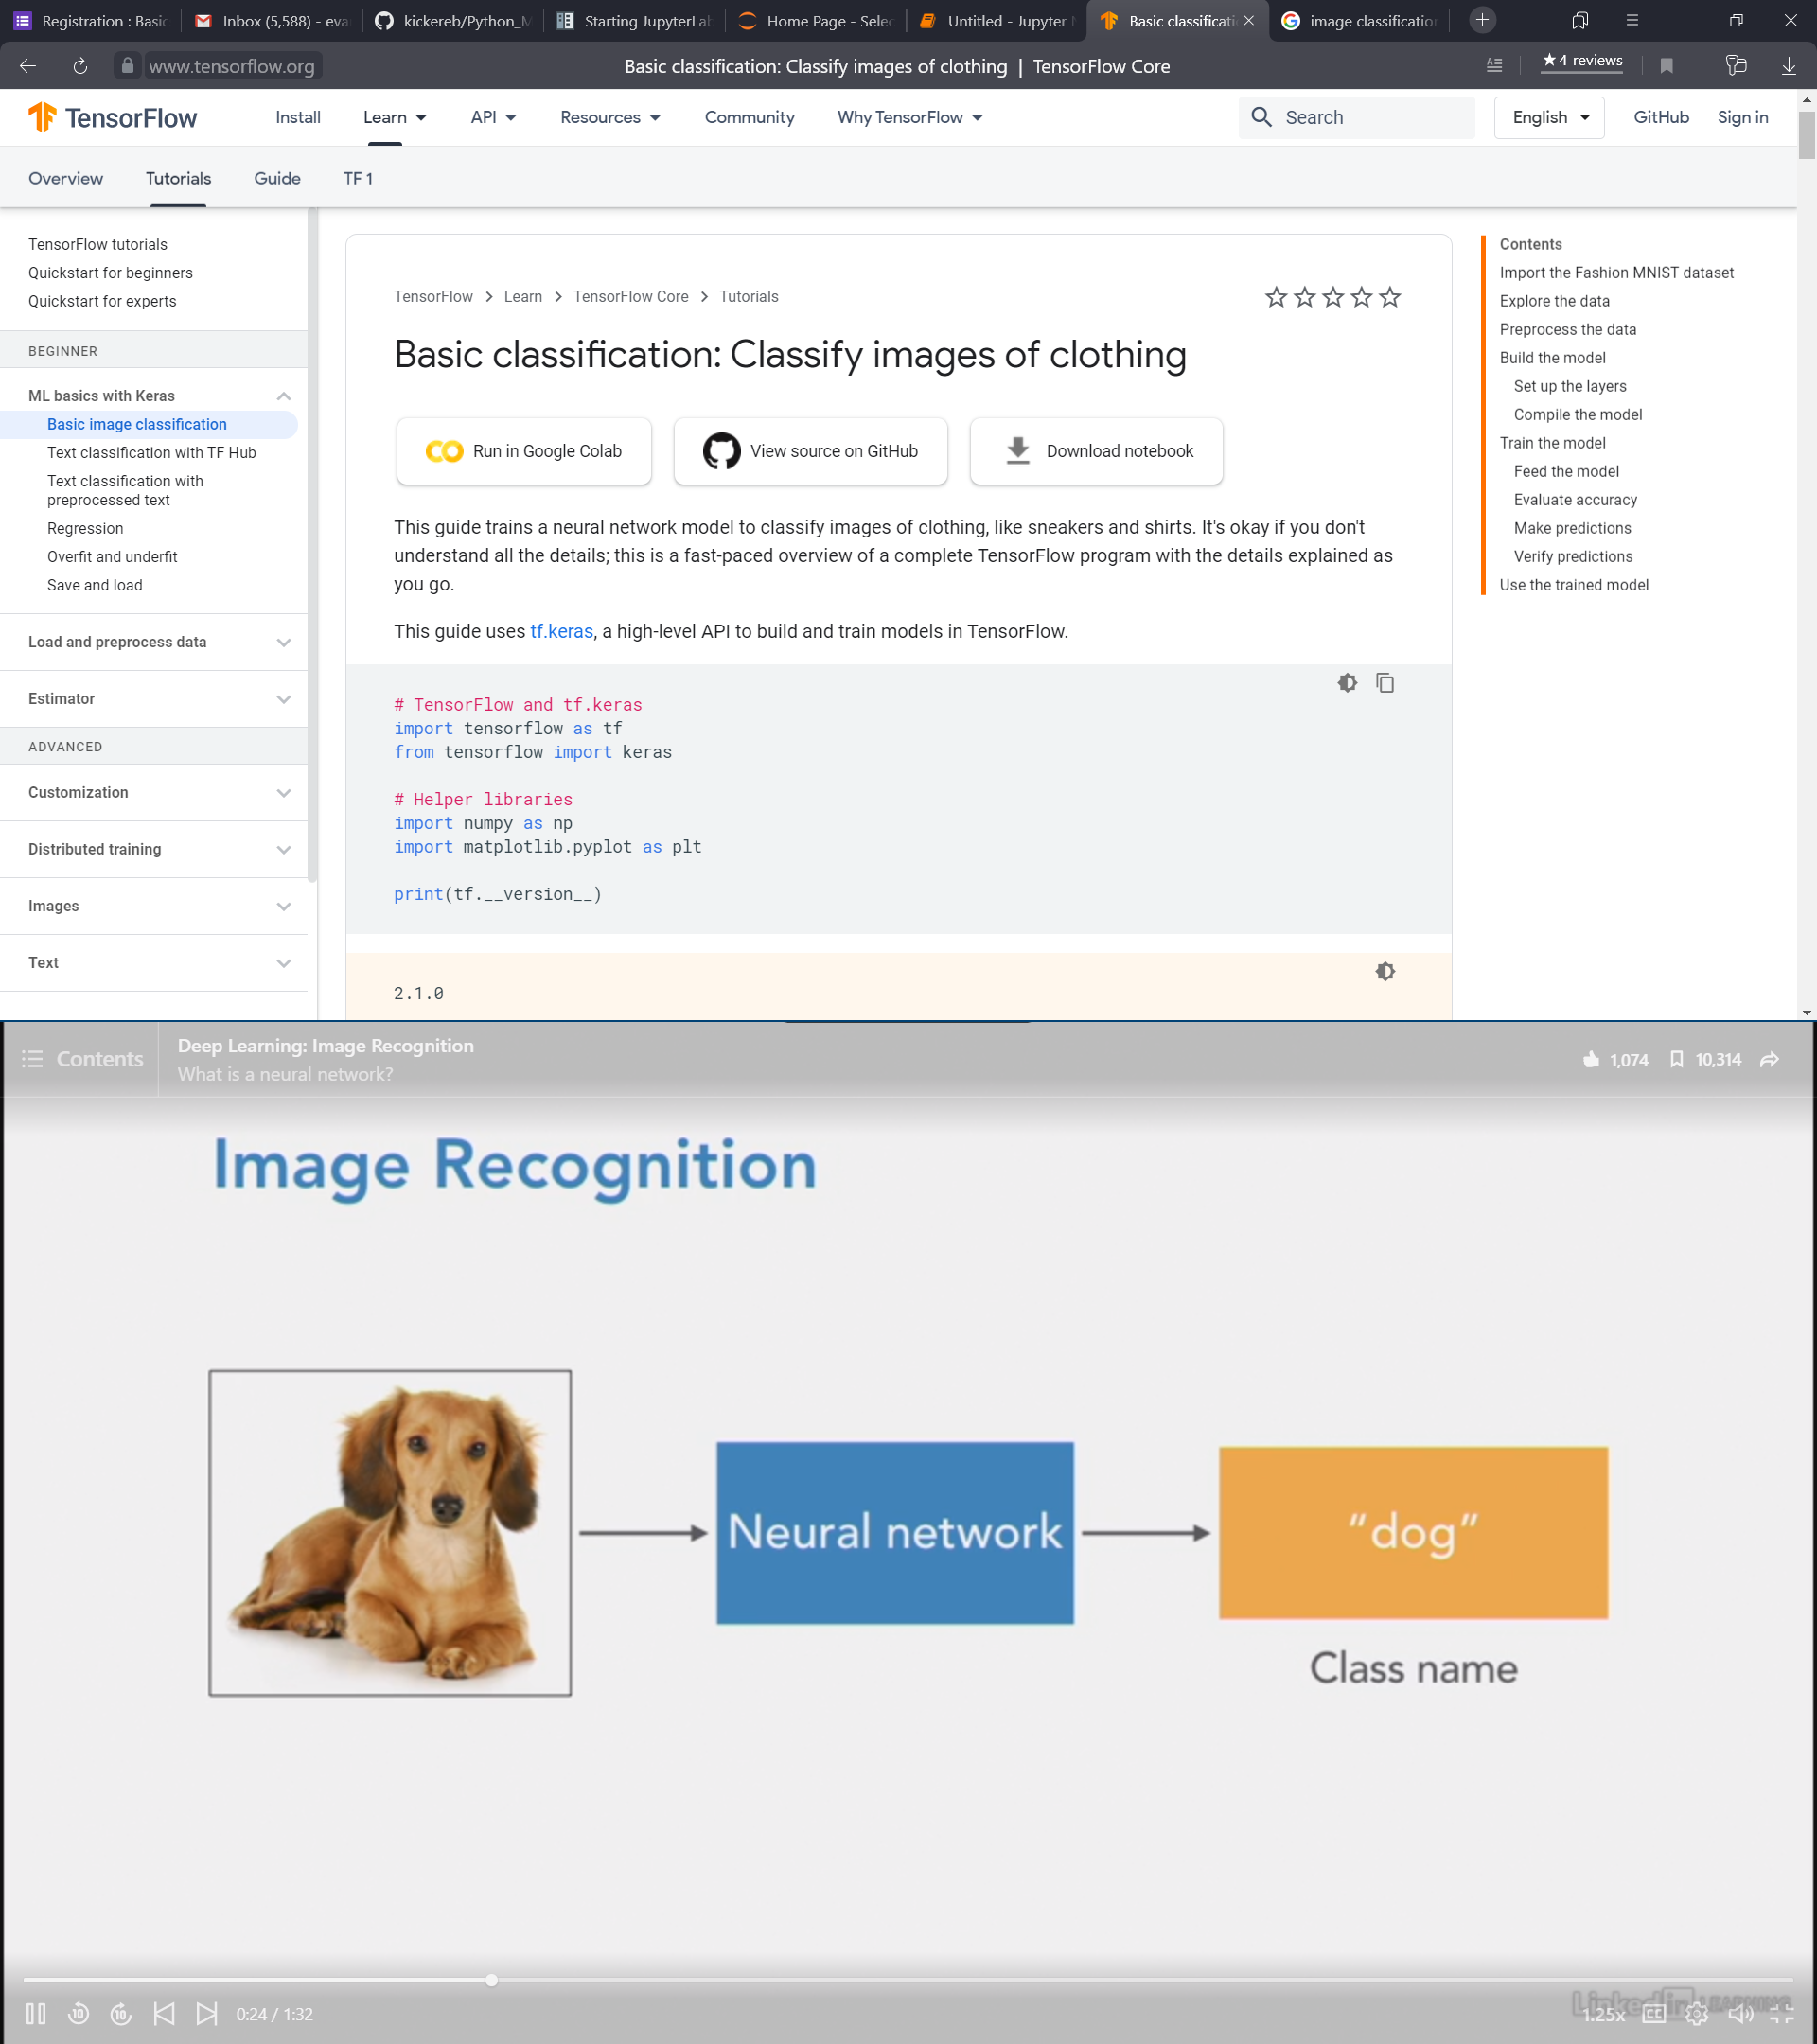 Registration : Basic
Inbox (5,588) - eva
kickereb/Python_M
Starting JupyterLab
Home Page - Selec
Untitled - Jupyter
Basic classificati
image classification
www.tensorflow.org
Basic classification: Classify images of clothing | TensorFlow Core
★4 reviews
TensorFlow
Install
Learn
API
Resources
Community
Why TensorFlow
Search
English
GitHub
Sign in
Overview
Tutorials
Guide
TF 1
TensorFlow tutorials
Quickstart for beginners
Quickstart for experts
BEGINNER
ML basics with Keras
Basic image classification
Text classification with TF Hub
Text classification with
preprocessed text
Regression
Overfit and underfit
Save and load
Load and preprocess data
Estimator
ADVANCED
Customization
Distributed training
Images
Text
TensorFlow > Learn > TensorFlow Core > Tutorials
Basic classification: Classify images of clothing
Run in Google Colab
View source on GitHub
Download notebook
This guide trains a neural network model to classify images of clothing, like sneakers and shirts. It's okay if you don't
understand all the details; this is a fast-paced overview of a complete TensorFlow program with the details explained as
you go.
This guide uses tf.keras, a high-level API to build and train models in TensorFlow.
# TensorFlow and tf.keras
import tensorflow as tf
from tensorflow import keras
# Helper libraries
import numpy as np
import matplotlib.pyplot as plt
print(tf.__version__)
2.1.0
Contents
Import the Fashion MNIST dataset
Explore the data
Preprocess the data
Build the model
Set up the layers
Compile the model
Train the model
Feed the model
Evaluate accuracy
Make predictions
Verify predictions
Use the trained model
Contents
Deep Learning: Image Recognition
What is a neural network?
1,074
10,314
Image Recognition
Neural network
“dog”
Class name
0:24 / 1:32
LinkedIn LEARNING
1.25x
CC